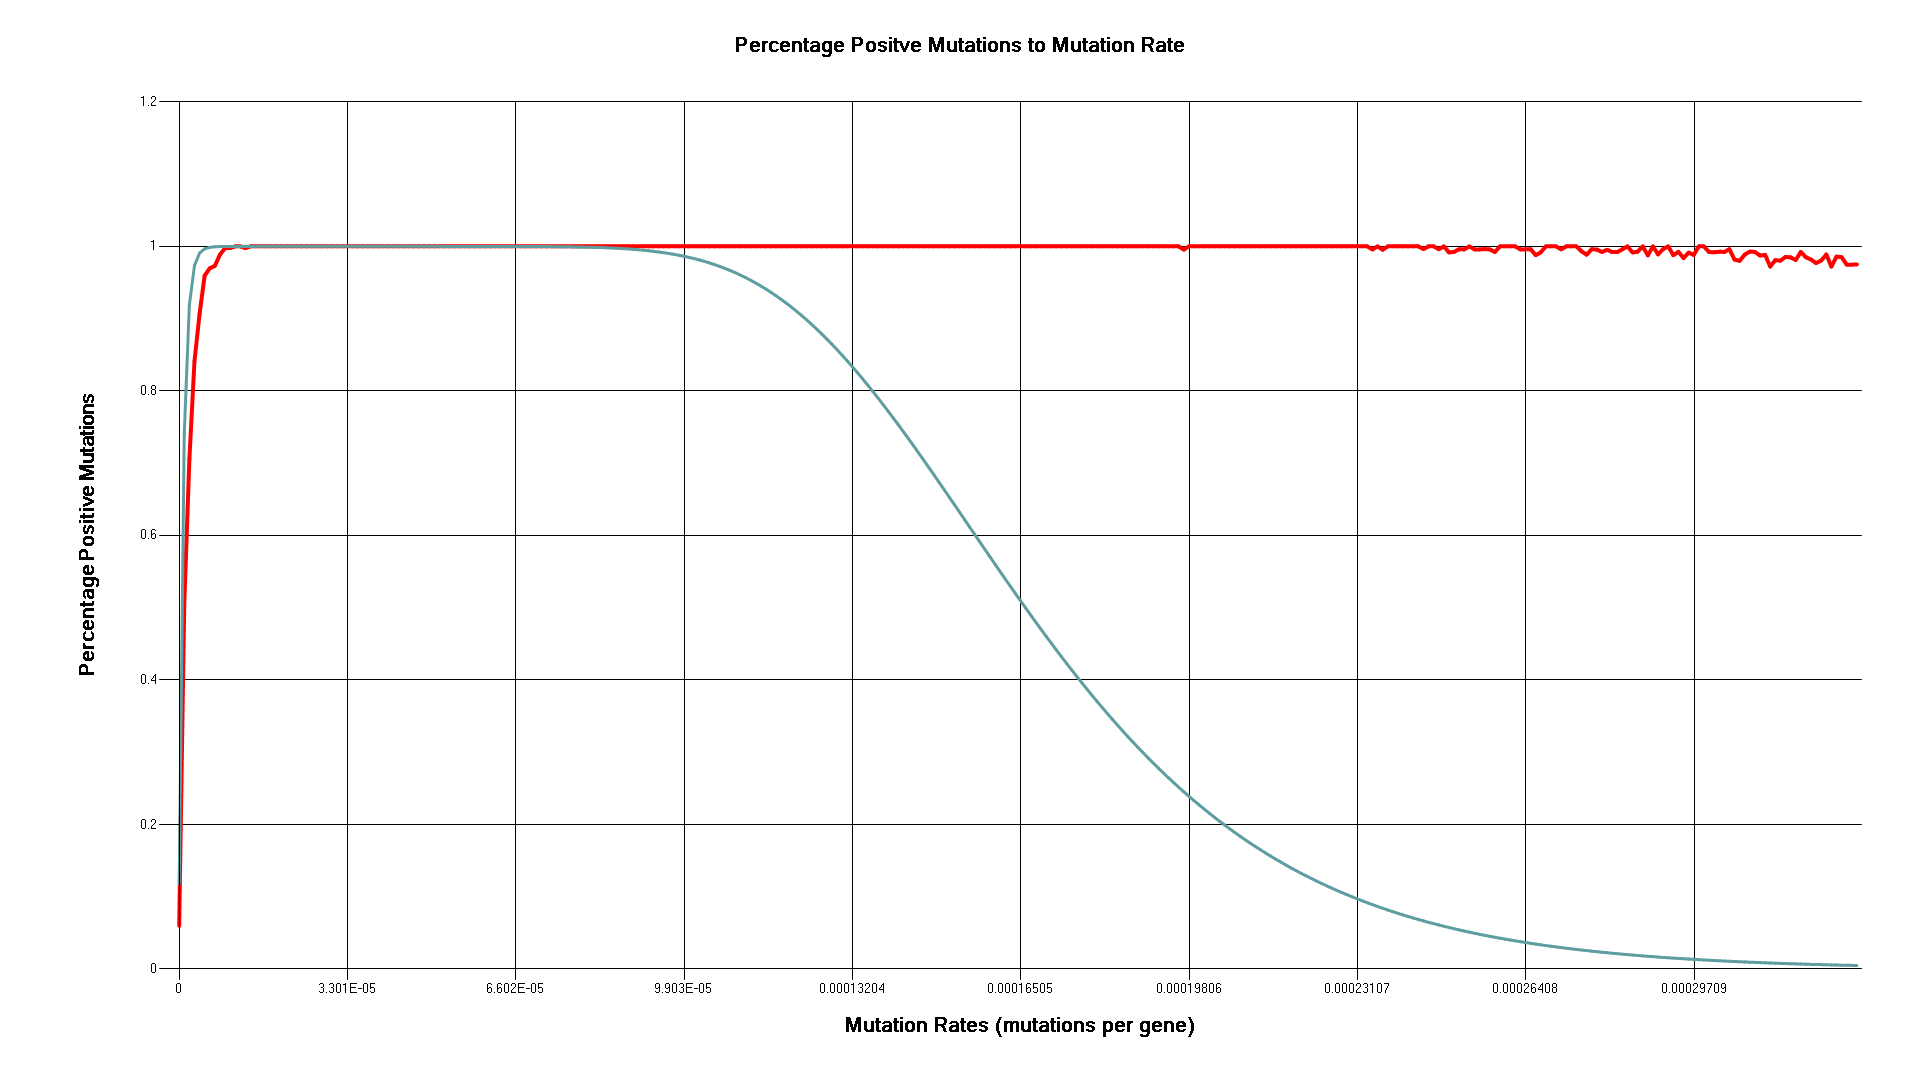 Percentage Positve Mutations to Mutation Rate
1.2
1
0.8
0.6
0.4
0.2
0
Percentage Positive Mutations
0 3.301E-05 6.602E-05 9.903E-05 0.00013204 0.00016505 0.00019806 0.00023107 0.00026408 0.00029709
Mutation Rates (mutations per gene)